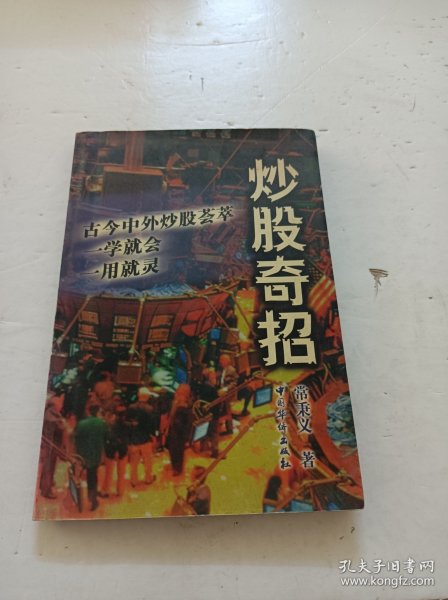 炒股奇招
古今中外炒股荟萃
一学就会
一用就灵
常秉义 著
中国华侨出版社
孔夫子旧书网
www.kongfz.com